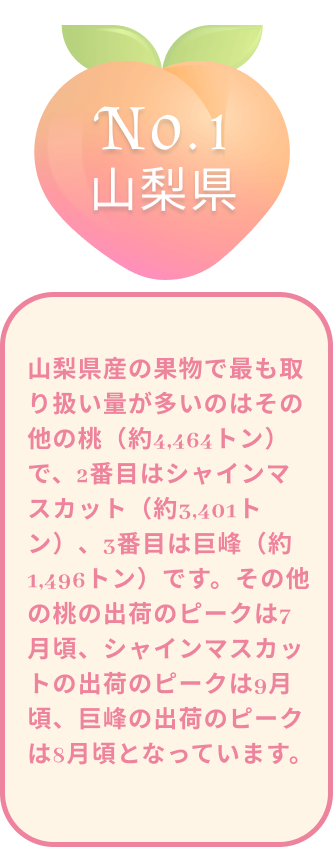 No.1
山梨県
山梨県産の果物で最も取
り扱い量が多いのはその
他の桃（約4,464トン）
で、2番目はシャインマ
スカット（約3,401ト
ン）、3番目は巨峰（約
1,496トン）です。その他
の桃の出荷のピークは7
月頃、シャインマスカッ
トの出荷のピークは9月
頃、巨峰の出荷のピーク
は8月頃となっています。